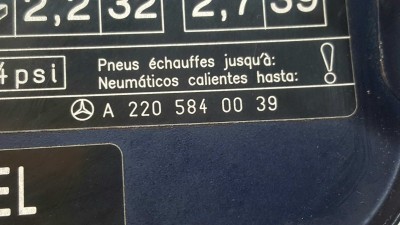 2,2 32 2,7 39
4psi Pneus échauffes jusqu'à: !
Neumáticos calientes hasta:
A 220 584 00 39
EL